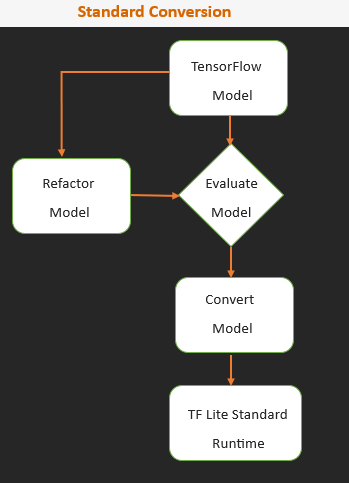 Standard Conversion
TensorFlow
Model
Refactor
Model
Evaluate
Model
Convert
Model
TF Lite Standard
Runtime